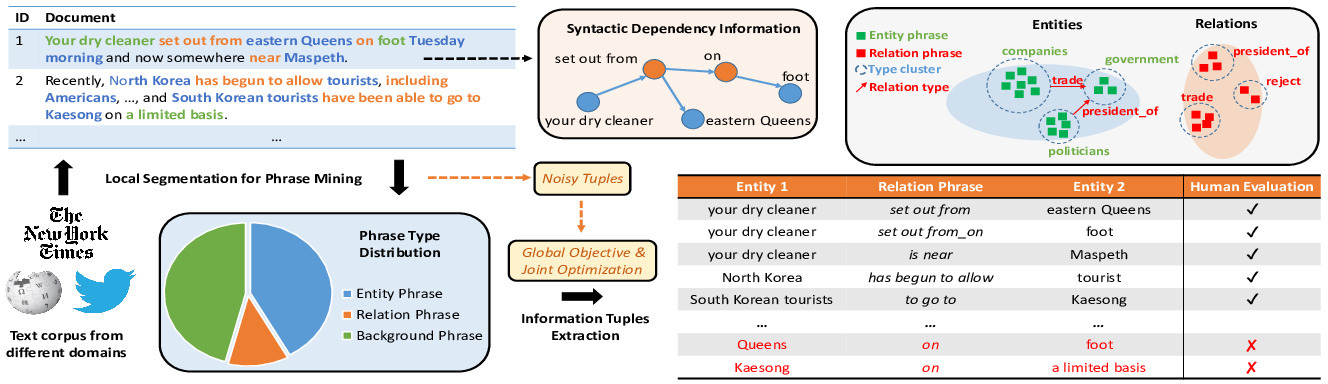 ID Document
1 Your dry cleaner set out from eastern Queens on foot Tuesday
morning and now somewhere near Maspeth.
2 Recently, North Korea has begun to allow tourists, including
Americans, …, and South Korean tourists have been able to go to
Kaesong on a limited basis.
... ...
Local Segmentation for Phrase Mining
The
New York
Times
W
Text corpus from
different domains
Phrase Type
Distribution
Entity Phrase
Relation Phrase
Background Phrase
Syntactic Dependency Information
set out from
on
foot
your dry cleaner
eastern Queens
Noisy Tuples
Global Objective &
Joint Optimization
Information Tuples
Extraction
Entities
Relations
Entity phrase
Relation phrase
Type cluster
Relation type
companies
government
trade
president_of
politicians
president_of
reject
trade
Entity 1 Relation Phrase Entity 2 Human Evaluation
your dry cleaner set out from eastern Queens ✓
your dry cleaner set out from_on foot ✓
your dry cleaner is near Maspeth ✓
North Korea has begun to allow tourist ✓
South Korean tourists to go to Kaesong ✓
... ... ...
Queens on foot ✗
Kaesong on a limited basis ✗